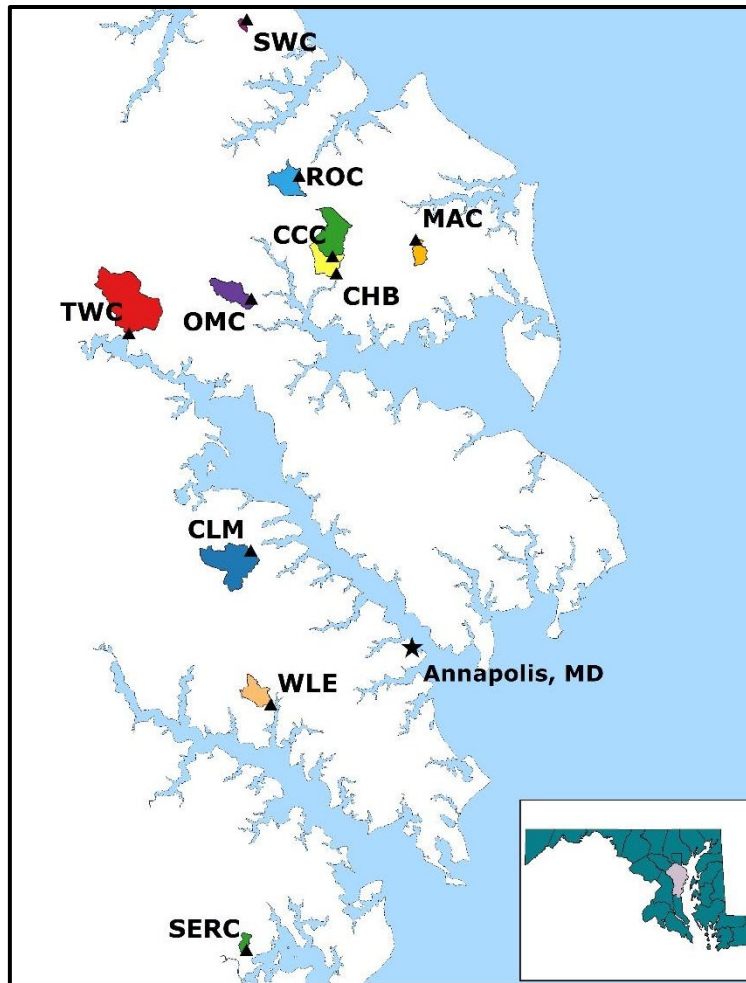 SWC
ROC
CCC
MAC
CHB
TWC
OMC
CLM
Annapolis, MD
WLE
SERC